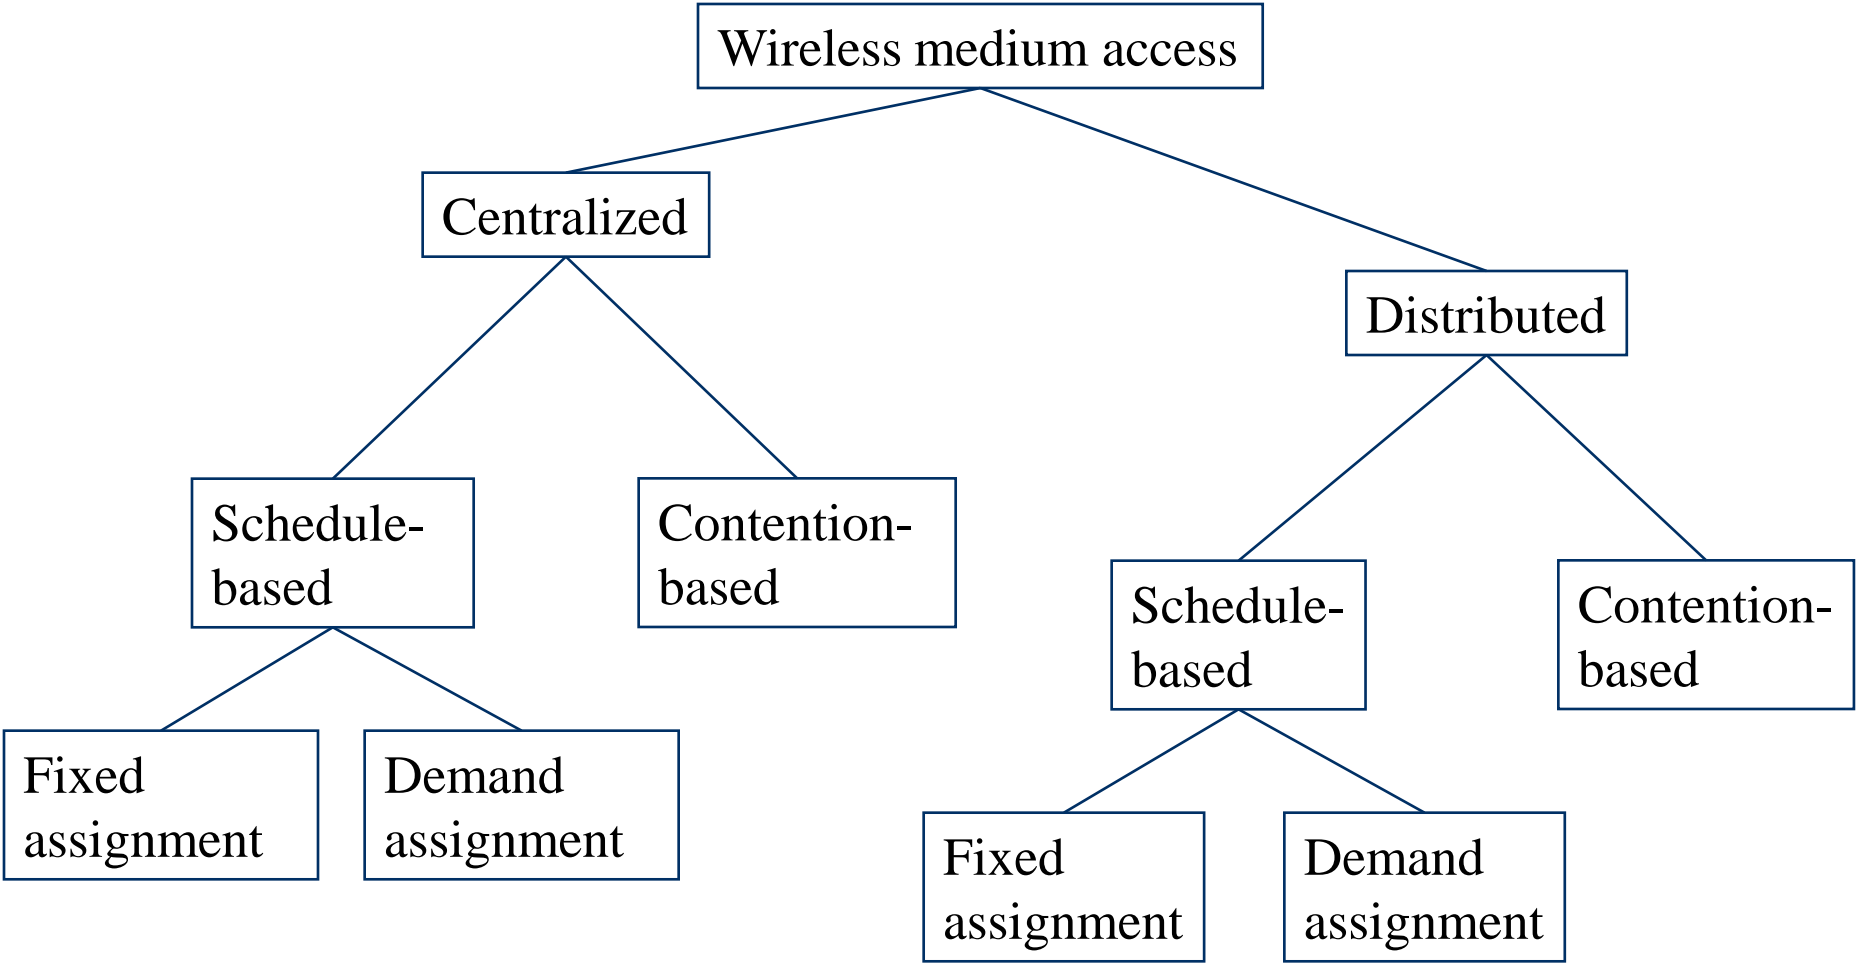 Wireless medium access
Centralized
Distributed
Schedule-
based
Contention-
based
Schedule-
based
Contention-
based
Fixed
assignment
Demand
assignment
Fixed
assignment
Demand
assignment